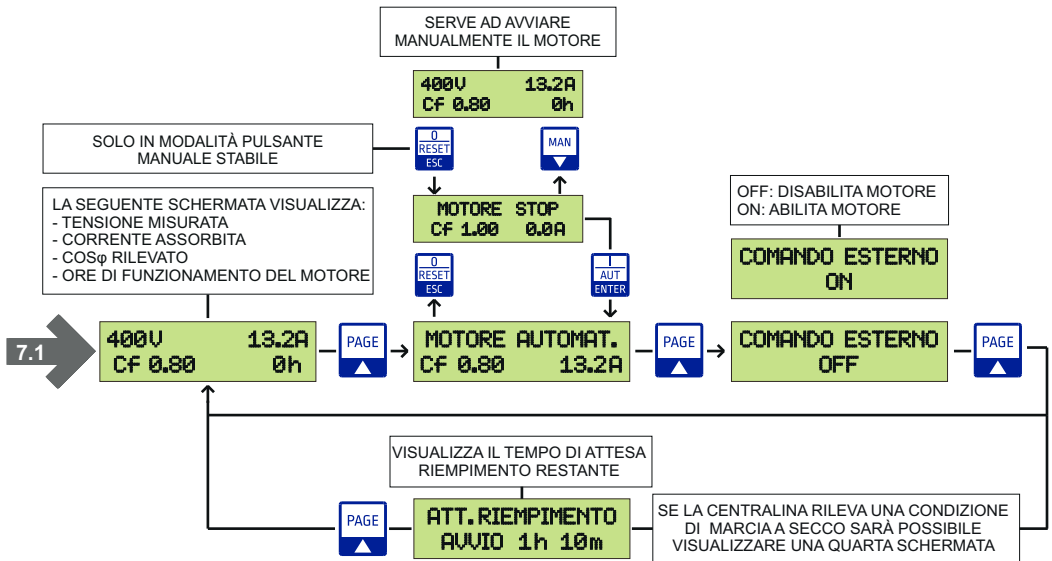 SERVE AD AVVIARE
MANUALMENTE IL MOTORE
400V 13.2A
Cf 0.80 0h
SOLO IN MODALITÀ PULSANTE
MANUALE STABILE
0
RESET
ESC
MAN
LA SEGUENTE SCHERMATA VISUALIZZA:
- TENSIONE MISURATA
- CORRENTE ASSORBITA
- COSφ RILEVATO
- ORE DI FUNZIONAMENTO DEL MOTORE
MOTORE STOP
Cf 1.00 0.0A
OFF: DISABILITA MOTORE
ON: ABILITA MOTORE
COMANDO ESTERNO
ON
0
RESET
ESC
I
AUT
ENTER
7.1
400V 13.2A
Cf 0.80 0h
PAGE
MOTORE AUTOMAT.
Cf 0.80 13.2A
PAGE
COMANDO ESTERNO
OFF
PAGE
VISUALIZZA IL TEMPO DI ATTESA
RIEMPIMENTO RESTANTE
PAGE
ATT.RIEMPIMENTO
AVVIO 1h 10m
SE LA CENTRALINA RILEVA UNA CONDIZIONE
DI MARCIA A SECCO SARÀ POSSIBILE
VISUALIZZARE UNA QUARTA SCHERMATA